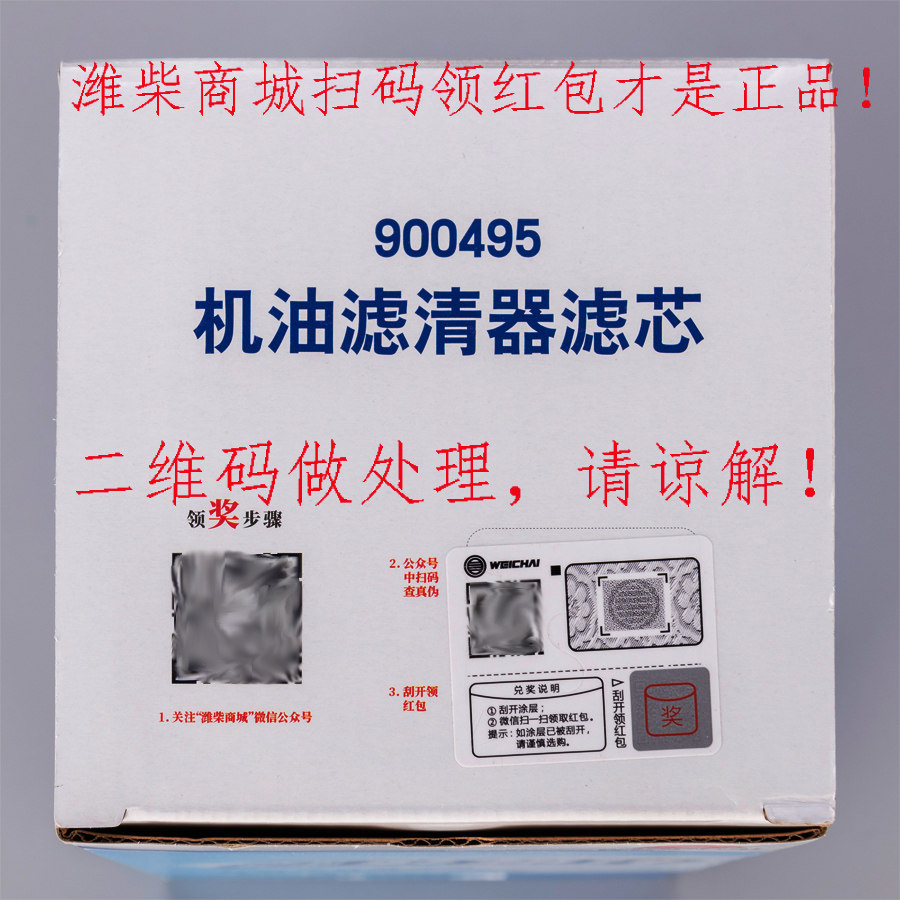 潍柴商城扫码领红包才是正品！
900495
机油滤清器滤芯
二维码做处理，请谅解！
领奖步骤
1.关注“潍柴商城”微信公众号
2.公众号
中扫码
查真伪
3.刮开领
红包
WEICHAI
兑奖说明
①刮开涂层；
②微信扫一扫领取红包。
提示：如涂层已被刮开，
请谨慎选购。
刮开领红包
奖